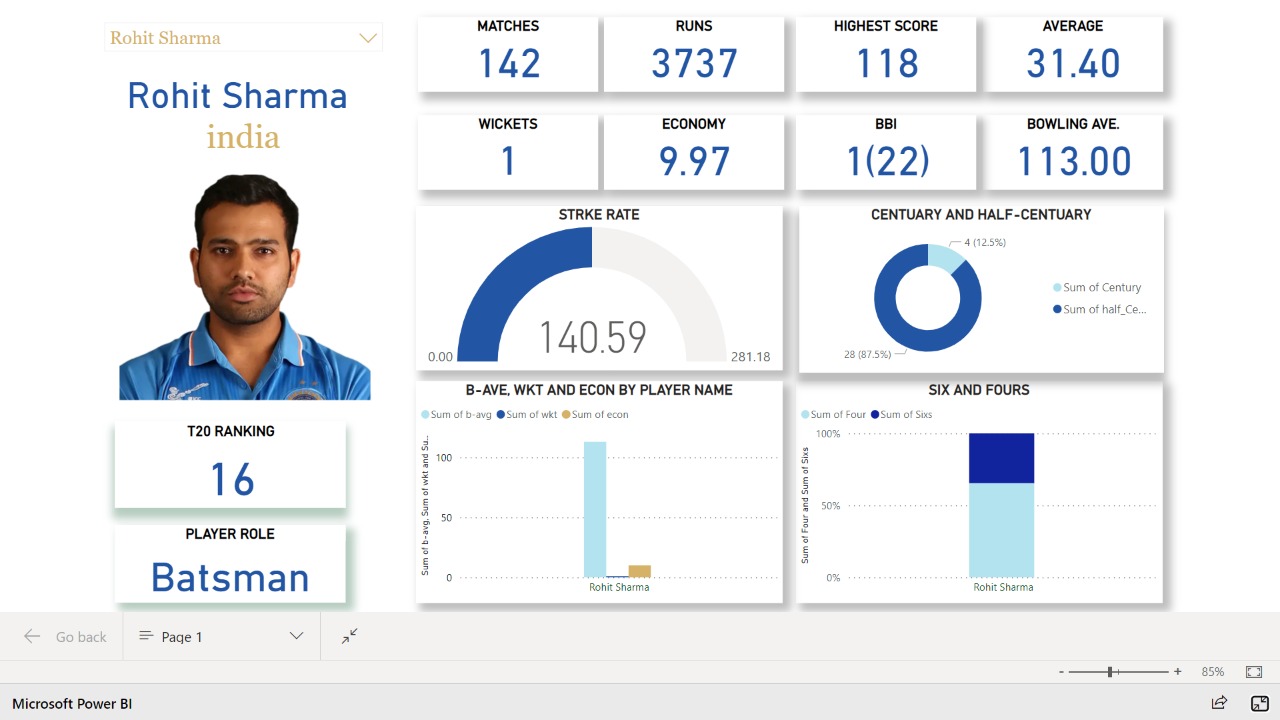 Rohit Sharma
Rohit Sharma
india
T20 RANKING
16
PLAYER ROLE
Batsman
MATCHES
142
RUNS
3737
HIGHEST SCORE
118
AVERAGE
31.40
WICKETS
1
ECONOMY
9.97
BBI
1(22)
BOWLING AVE.
113.00
STRKE RATE
140.59
0.00
281.18
CENTUARY AND HALF-CENTUARY
4 (12.5%)
28 (87.5%)
Sum of Century
Sum of half_Ce...
B-AVE, WKT AND ECON BY PLAYER NAME
Sum of b-avg Sum of wkt Sum of econ
Sum of b-avg, Sum of wkt and Su...
100
50
0
Rohit Sharma
SIX AND FOURS
Sum of Four Sum of Sixs
Sum of Four and Sum of Sixs
100%
50%
0%
Rohit Sharma
Go back
Page 1
- + 85%
Microsoft Power BI